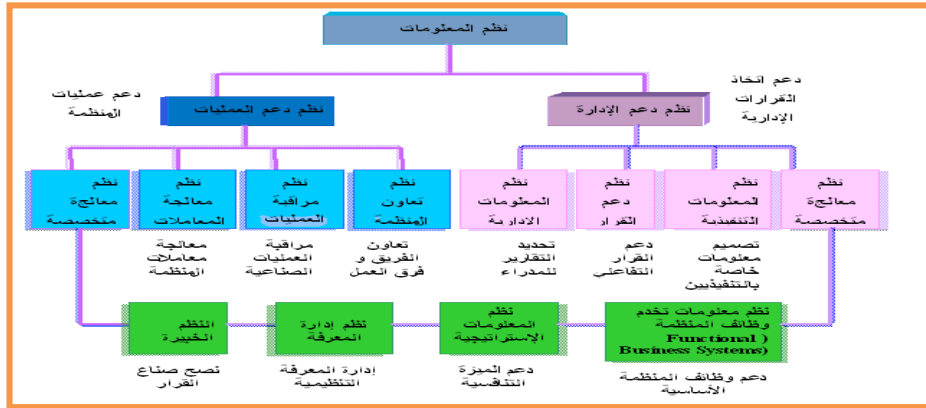 نظم المعلومات
دعم اتخاذ
القرارات
الإدارية
نظم دعم الإدارة
نظم دعم العمليات
دعم عمليات
المنظمة
نظم
معالجة
متخصصة
نظم
المعلومات
التنفيذية
نظم
دعم
القرار
نظم
المعلومات
الادارية
نظم
تعاون
المنظمة
نظم
مراقبة
العمليات
نظم
معالجة
المعاملات
نظم
معالجة
متخصصة
تصميم
معلومات
خاصة
بالتنفيذيين
دعم
القرار
التفاعلي
تحديد
التقارير
للمدراء
تعاون
الفريق و
فرق العمل
مراقبة
العمليات
الصناعية
معالجة
معاملات
المنظمة
نظم معلومات تخدم
وظائف المنظمة
Functional )
Business Systems)
نظم
المعلومات
الإستراتيجية
نظم إدارة
المعرفة
النظم
الخبيرة
دعم وظائف المنظمة
الأساسية
دعم الميزة
التنافسية
إدارة المعرفة
التنظيمية
نصح صناع
القرار